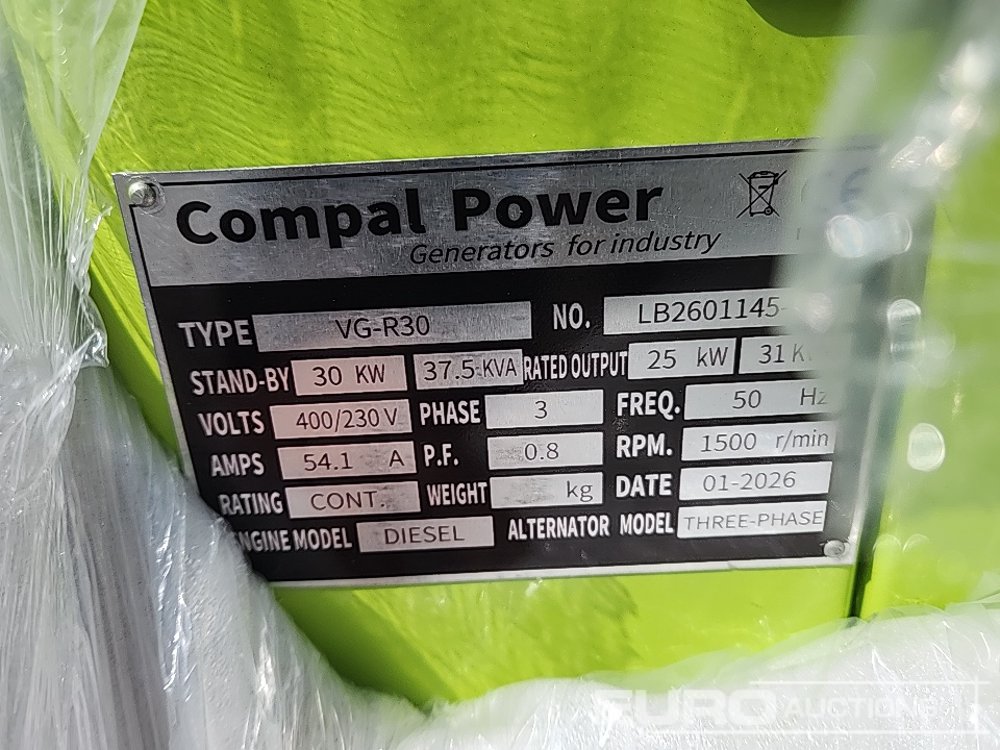 Compal Power
Generators for industry
TYPE VG-R30 NO. LB2601145-
STAND-BY 30 KW 37.5 KVA RATED OUTPUT 25 kW 31
VOLTS 400/230 V PHASE 3 FREQ. 50 Hz
AMPS 54.1 A P.F. 0.8 RPM. 1500 r/min
RATING CONT. WEIGHT kg DATE 01-2026
ENGINE MODEL DIESEL ALTERNATOR MODEL THREE-PHASE
EURO AUCTIONS